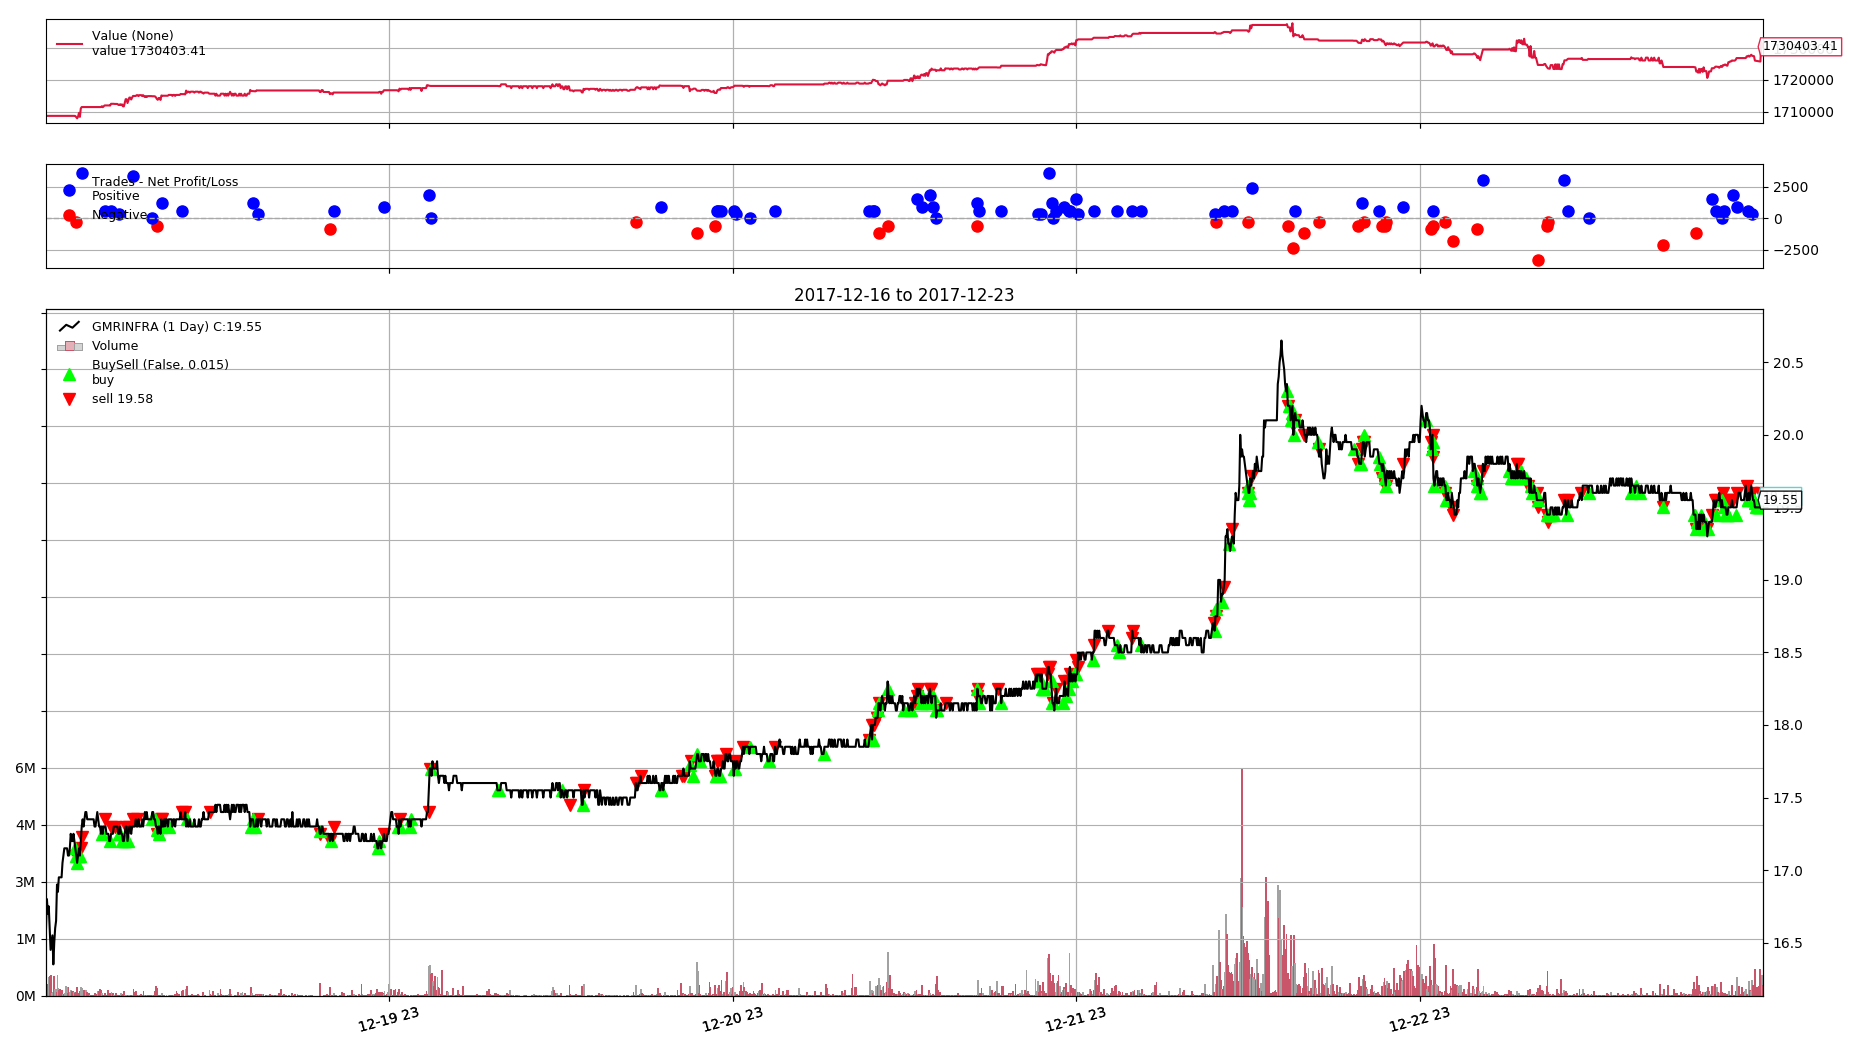 Value (None)
value 1730403.41
1730403.41
1720000
1710000
Trades - Net Profit/Loss
Positive
Negative
2500
0
−2500
2017-12-16 to 2017-12-23
GMRINFRA (1 Day) C:19.55
Volume
BuySell (False, 0.015)
buy
sell 19.58
20.5
20.0
19.55
19.5
19.0
18.5
18.0
17.5
17.0
16.5
6M
4M
3M
1M
0M
12-19 23
12-20 23
12-21 23
12-22 23